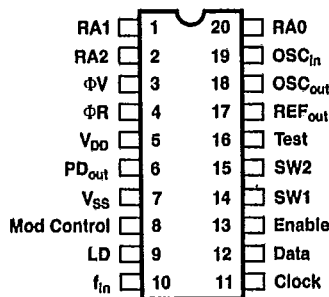 RA1 1 20 RA0
RA2 2 19 OSCin
ΦV 3 18 OSCout
ΦR 4 17 REFout
VDD 5 16 Test
PDout 6 15 SW2
VSS 7 14 SW1
Mod Control 8 13 Enable
LD 9 12 Data
fin 10 11 Clock